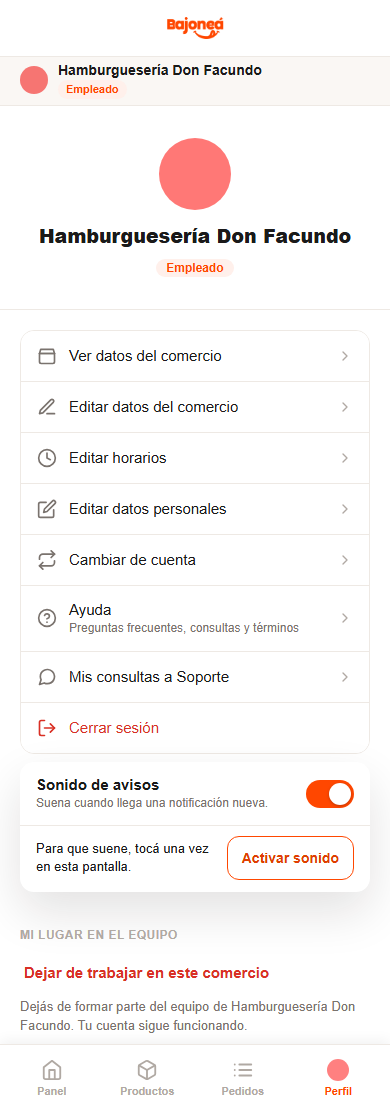 Bajoneá
Hamburguesería Don Facundo
Empleado
Hamburguesería Don Facundo
Empleado
Ver datos del comercio
Editar datos del comercio
Editar horarios
Editar datos personales
Cambiar de cuenta
Ayuda
Preguntas frecuentes, consultas y términos
Mis consultas a Soporte
Cerrar sesión
Sonido de avisos
Suena cuando llega una notificación nueva.
Para que suene, tocá una vez
en esta pantalla.
Activar sonido
MI LUGAR EN EL EQUIPO
Dejar de trabajar en este comercio
Dejás de formar parte del equipo de Hamburguesería Don
Facundo. Tu cuenta sigue funcionando.
Panel
Productos
Pedidos
Perfil